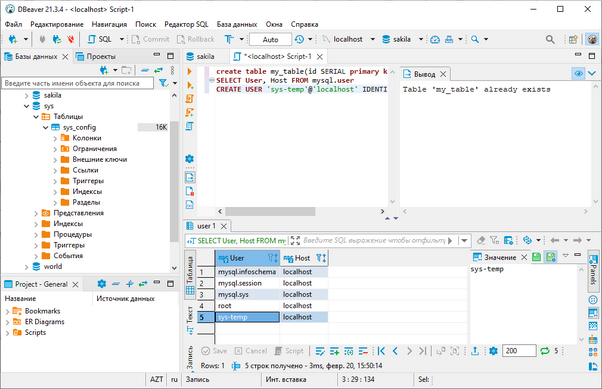 DBeaver 21.3.4 - <localhost> Script-1
Файл Редактирование Навигация Поиск Редактор SQL База данных Окна Справка
SQL Commit Rollback Auto localhost sakila
Базы данных Проекты
Введите часть имени объекта для поиска
sakila
sys
Таблицы
sys_config 16K
Колонки
Ограничения
Внешние ключи
Ссылки
Триггеры
Индексы
Разделы
Представления
Индексы
Процедуры
Триггеры
События
world
Project - General
Название Источник данных
Bookmarks
ER Diagrams
Scripts
sakila *<localhost> Script-1
create table my_table(id SERIAL primary k
SELECT User, Host FROM mysql.user
CREATE USER 'sys-temp'@'localhost' IDENTI
Вывод
Table 'my_table' already exists
user 1
SELECT User, Host FROM my Введите SQL выражение чтобы отфильтр
Таблица
Текст
Запись
User Host
1 mysql.infoschema localhost
2 mysql.session localhost
3 mysql.sys localhost
4 root localhost
5 sys-temp localhost
Значение
sys-temp
Panels
Save Cancel Script 200 5
Rows: 1 5 строк получено - 3ms, февр. 20, 15:50:14
AZT ru Запись Инт. вставка 3 : 29 : 134 Sel: